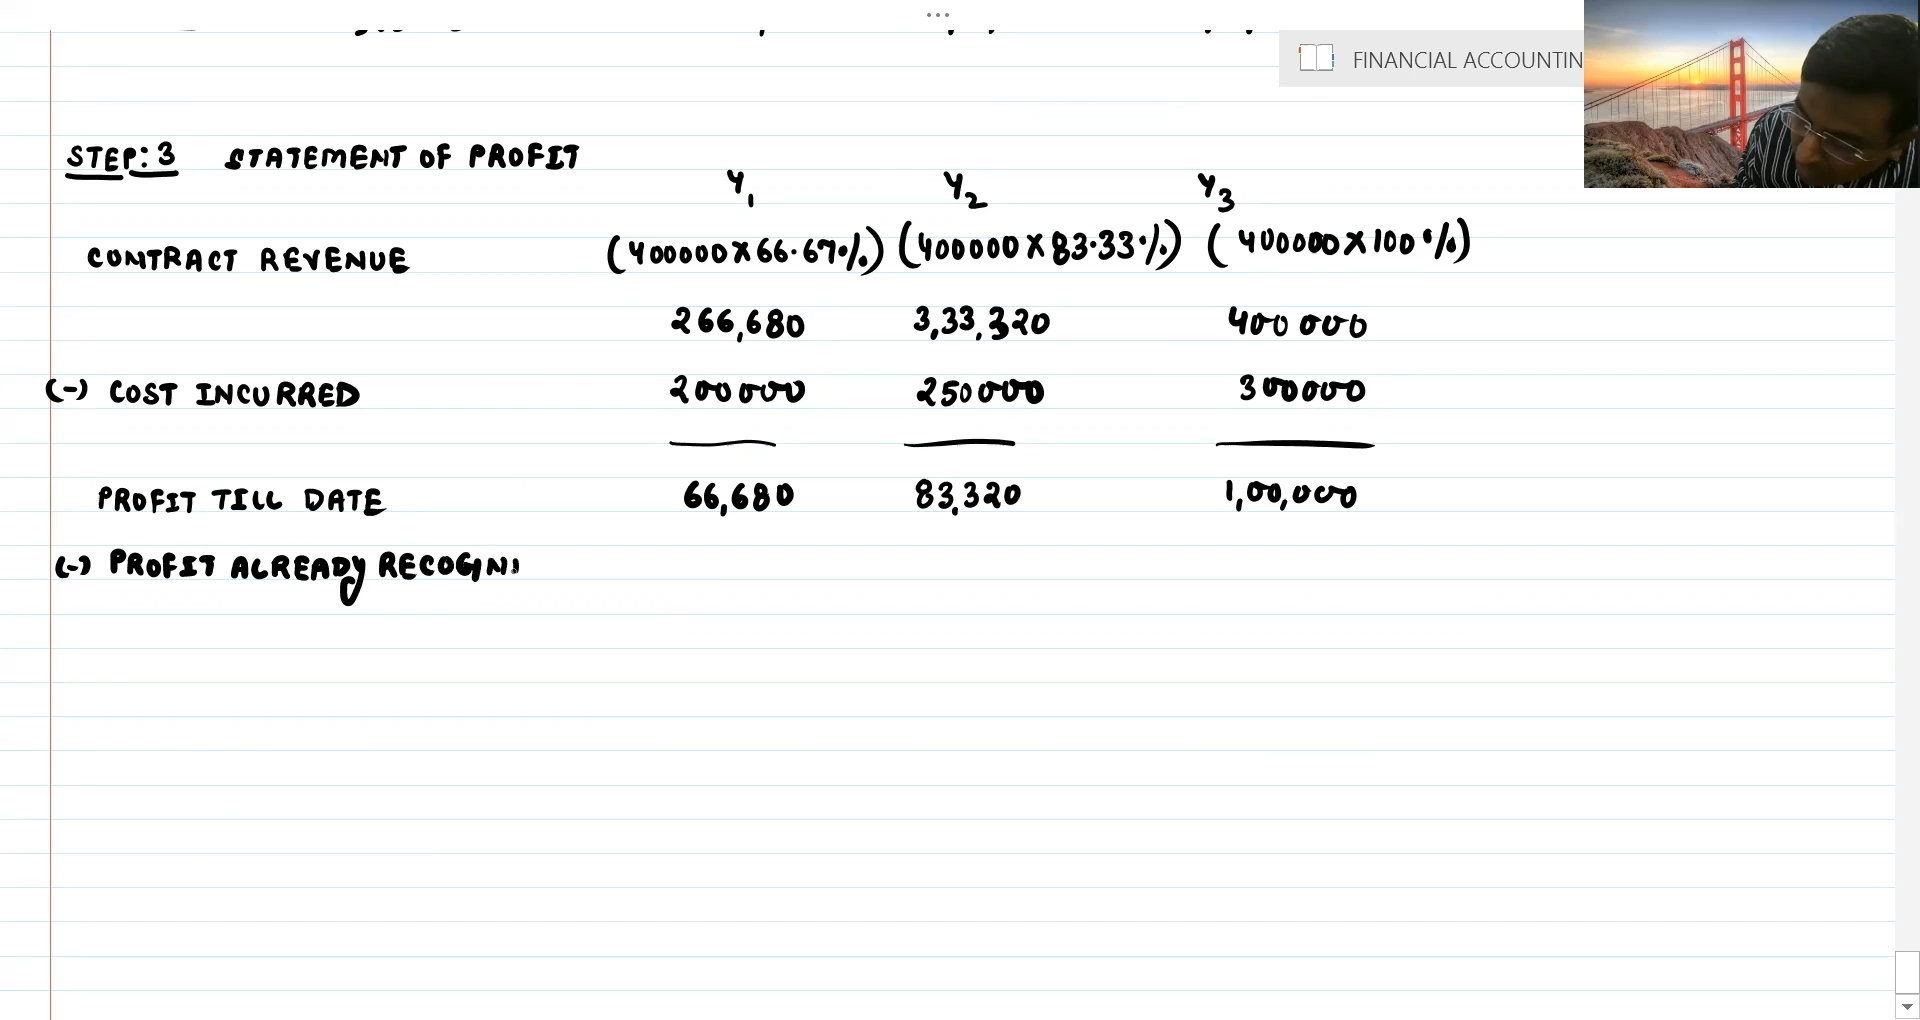 FINANCIAL ACCOUNTIN
STEP: 3 STATEMENT OF PROFIT
Y1 Y2 Y3
CONTRACT REVENUE (400000 X 66.67%) (400000 X 83.33%) (400000 X 100%)
266,680 3,33,320 400000
(-) COST INCURRED 200000 250000 300000
PROFIT TILL DATE 66,680 83,320 1,00,000
(-) PROFIT ALREADY RECOGNI